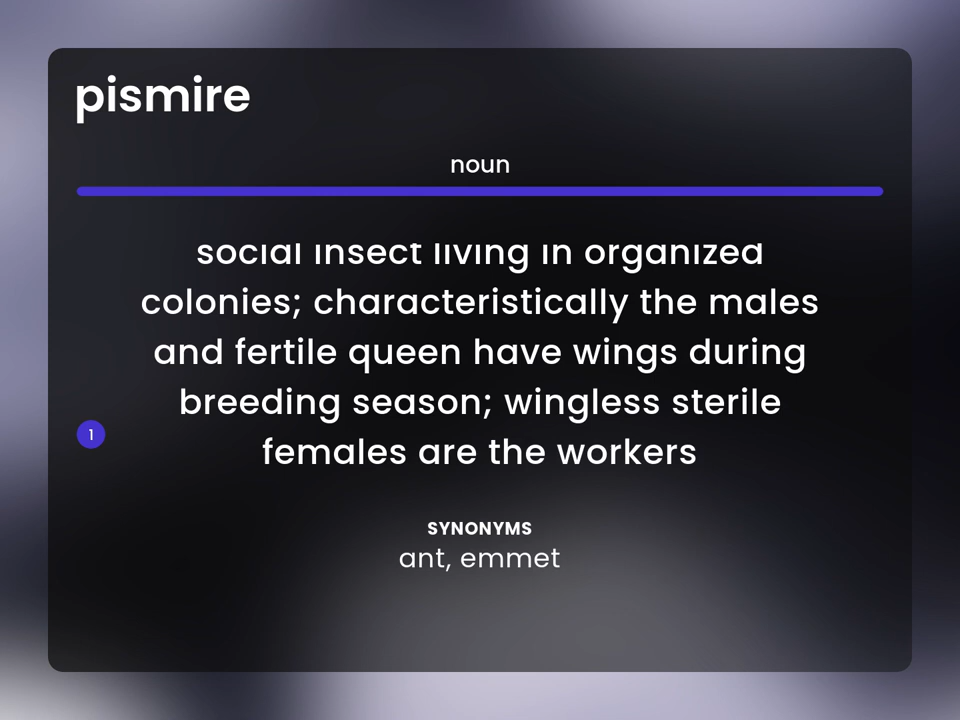 pismire
noun
social insect living in organized
colonies; characteristically the males
and fertile queen have wings during
breeding season; wingless sterile
1
females are the workers
SYNONYMS
ant, emmet